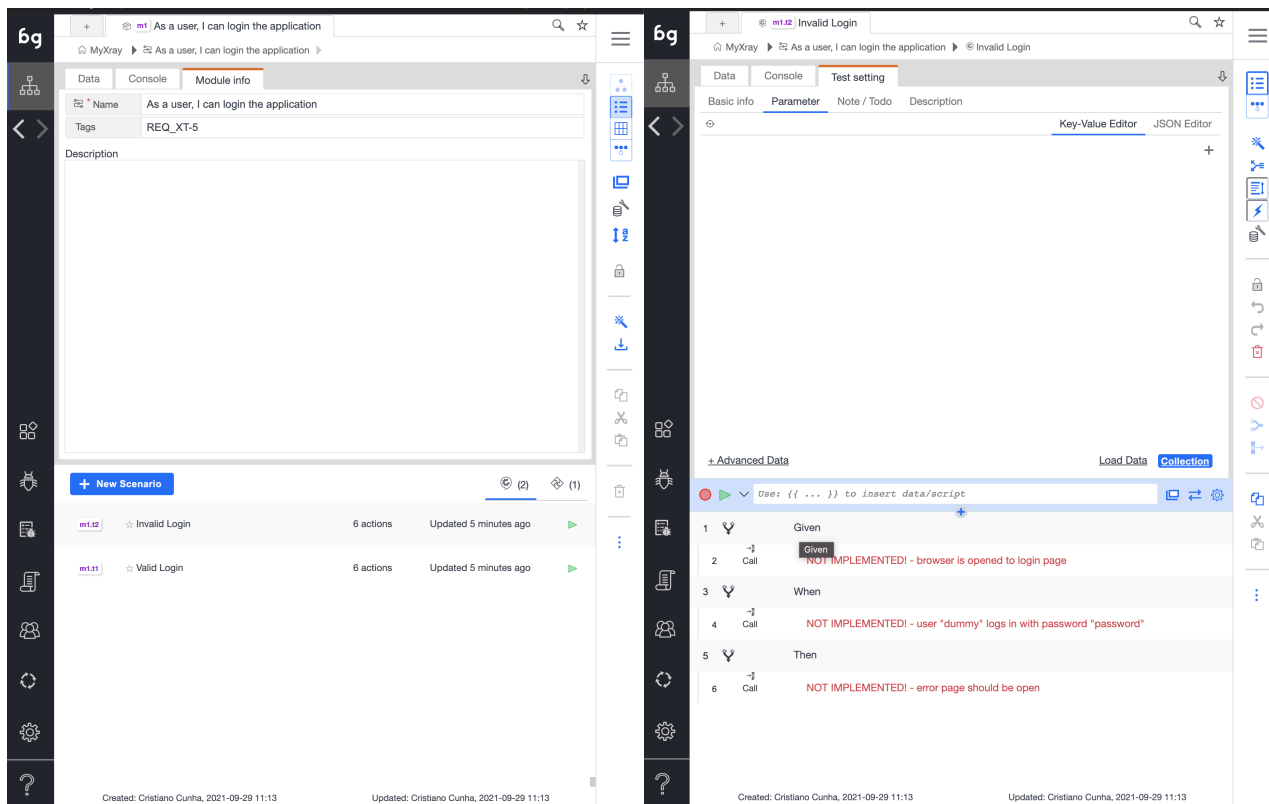 bg
+
m1 As a user, I can login the application
MyXray As a user, I can login the application
Data Console Module info
* Name As a user, I can login the application
Tags REQ_XT-5
Description
+ New Scenario
(2) (1)
m1.t2 Invalid Login 6 actions Updated 5 minutes ago
m1.t1 Valid Login 6 actions Updated 5 minutes ago
Created: Cristiano Cunha, 2021-09-29 11:13 Updated: Cristiano Cunha, 2021-09-29 11:13
bg
+
m1.t2 Invalid Login
MyXray As a user, I can login the application Invalid Login
Data Console Test setting
Basic info Parameter Note / Todo Description
Key-Value Editor JSON Editor
+
+ Advanced Data Load Data Collection
Use: {{ ... }} to insert data/script
1 Given
Given
2 Call NOT IMPLEMENTED! - browser is opened to login page
3 When
4 Call NOT IMPLEMENTED! - user "dummy" logs in with password "password"
5 Then
6 Call NOT IMPLEMENTED! - error page should be open
Created: Cristiano Cunha, 2021-09-29 11:13 Updated: Cristiano Cunha, 2021-09-29 11:13